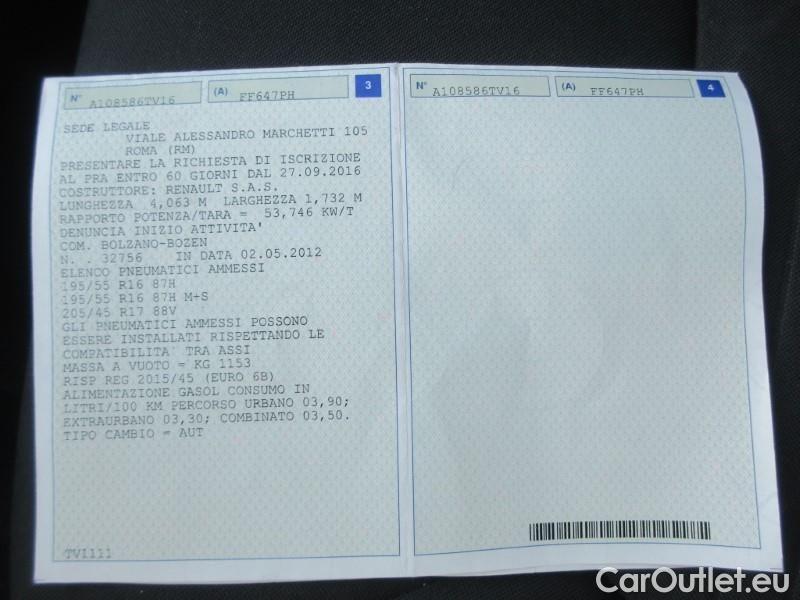 N° A108586TV16 (A) FF647PH 3
SEDE LEGALE
VIALE ALESSANDRO MARCHETTI 105
ROMA (RM)
PRESENTARE LA RICHIESTA DI ISCRIZIONE
AL PRA ENTRO 60 GIORNI DAL 27.09.2016
COSTRUTTORE: RENAULT S.A.S.
LUNGHEZZA 4,063 M LARGHEZZA 1,732 M
RAPPORTO POTENZA/TARA = 53,746 KW/T
DENUNCIA INIZIO ATTIVITA'
COM. BOLZANO-BOZEN
N. . 32756 IN DATA 02.05.2012
ELENCO PNEUMATICI AMMESSI
195/55 R16 87H
195/55 R16 87H M+S
205/45 R17 88V
GLI PNEUMATICI AMMESSI POSSONO
ESSERE INSTALLATI RISPETTANDO LE
COMPATIBILITA' TRA ASSI
MASSA A VUOTO = KG 1153
RISP REG 2015/45 (EURO 6B)
ALIMENTAZIONE GASOL CONSUMO IN
LITRI/100 KM PERCORSO URBANO 03,90;
EXTRAURBANO 03,30; COMBINATO 03,50.
TIPO CAMBIO = AUT
TV1111
N° A108586TV16 (A) FF647PH 4
CarOutlet.eu